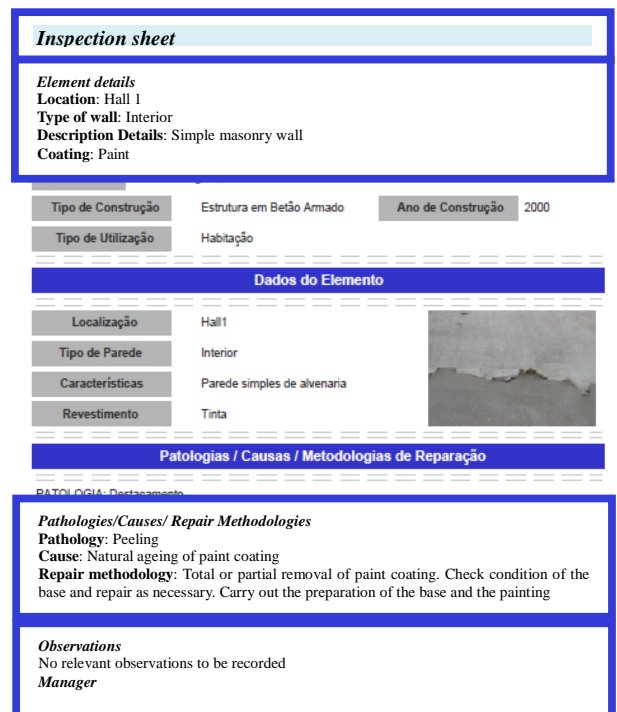 Inspection sheet
Element details
Location: Hall 1
Type of wall: Interior
Description Details: Simple masonry wall
Coating: Paint
Tipo de Construção Estrutura em Betão Armado Ano de Construção 2000
Tipo de Utilização Habitação
Dados do Elemento
Localização Hall1
Tipo de Parede Interior
Características Parede simples de alvenaria
Revestimento Tinta
Patologias / Causas / Metodologias de Reparação
PATOLOGIA: Destacamento
Pathologies/Causes/ Repair Methodologies
Pathology: Peeling
Cause: Natural ageing of paint coating
Repair methodology: Total or partial removal of paint coating. Check condition of the
base and repair as necessary. Carry out the preparation of the base and the painting
Observations
No relevant observations to be recorded
Manager